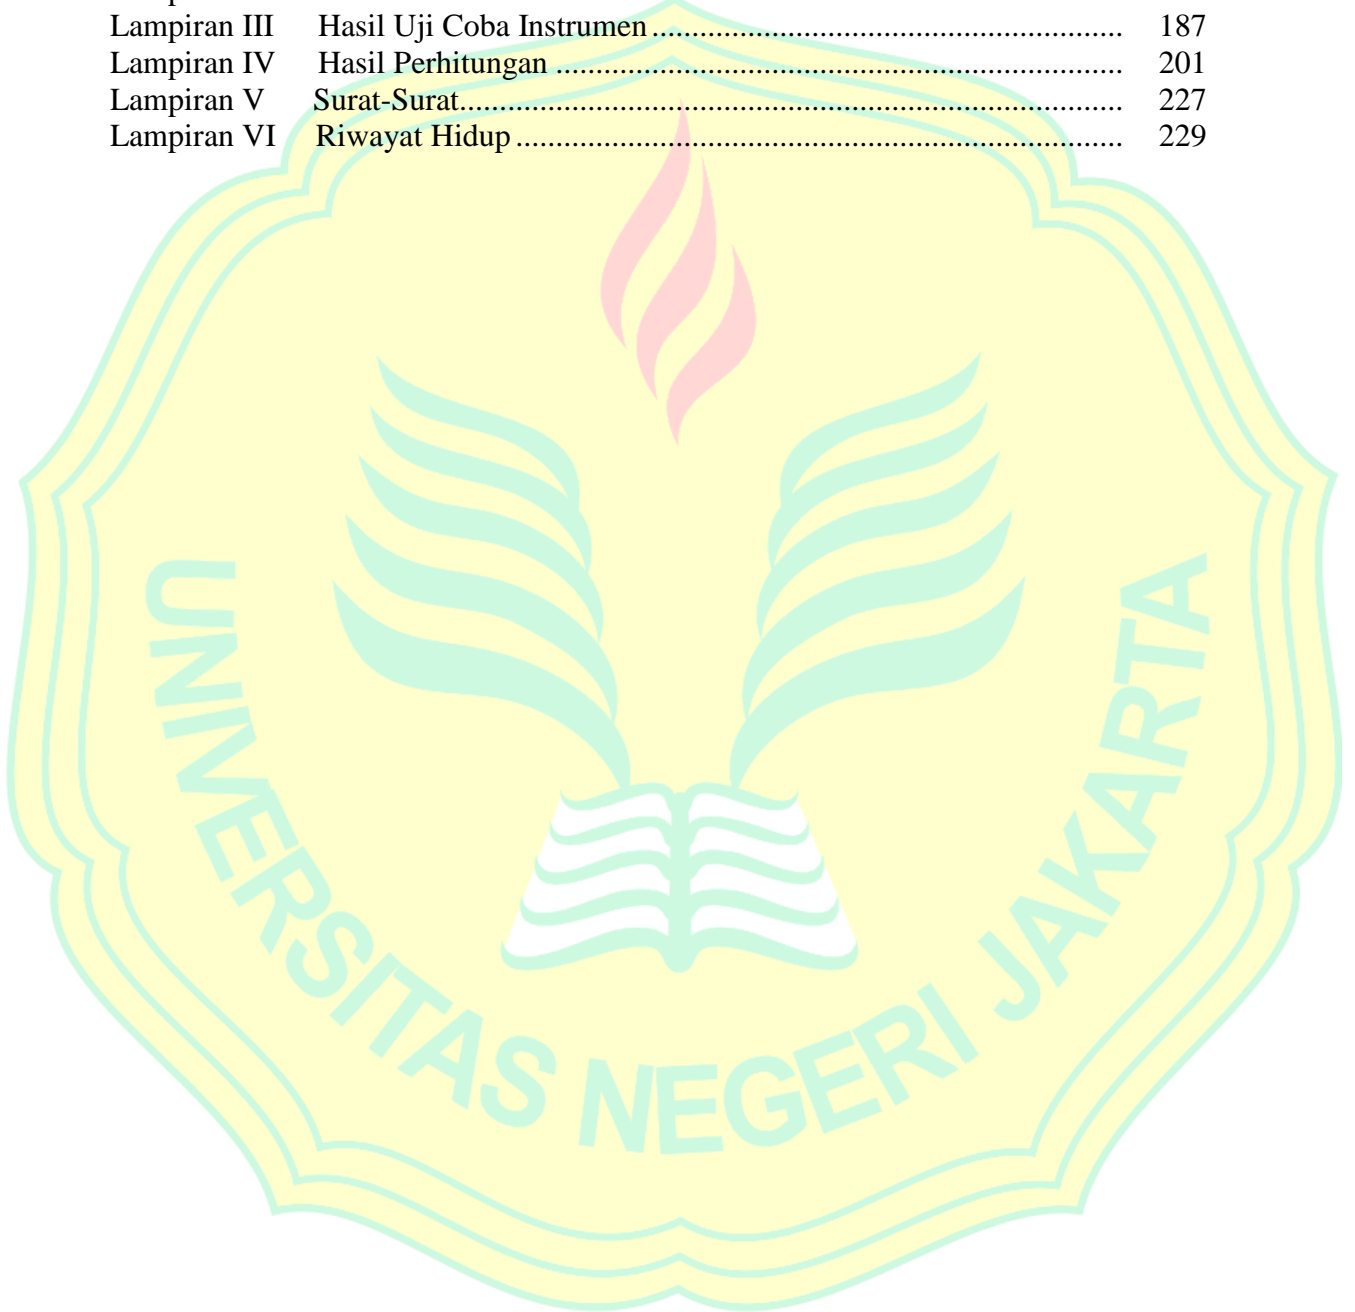 Lampiran III Hasil Uji Coba Instrumen ........................................................... 187
Lampiran IV Hasil Perhitungan ....................................................................... 201
Lampiran V Surat-Surat................................................................................... 227
Lampiran VI Riwayat Hidup ............................................................................ 229
UNIVERSITAS NEGERI JAKARTA